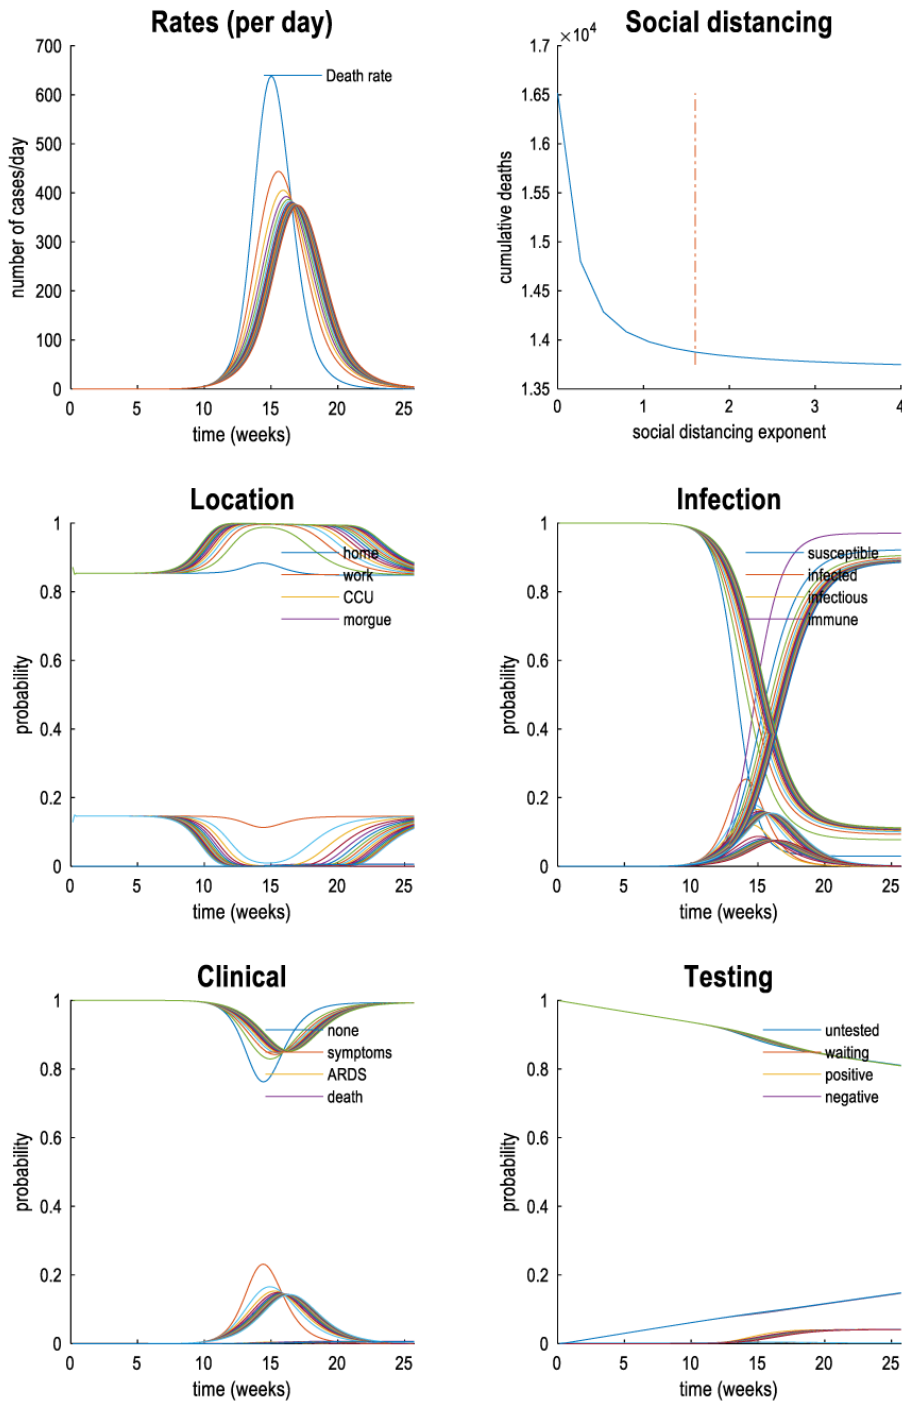 Rates (per day)
700
600
500
400
300
200
100
0
number of cases/day
Death rate
0 5 10 15 20 25
time (weeks)
Social distancing
×10⁴
1.7
1.65
1.6
1.55
1.5
1.45
1.4
1.35
cumulative deaths
0 1 2 3 4
social distancing exponent
Location
1
0.8
0.6
0.4
0.2
0
probability
home
work
CCU
morgue
0 5 10 15 20 25
time (weeks)
Infection
1
0.8
0.6
0.4
0.2
0
probability
susceptible
infected
infectious
immune
0 5 10 15 20 25
time (weeks)
Clinical
1
0.8
0.6
0.4
0.2
0
probability
none
symptoms
ARDS
death
0 5 10 15 20 25
time (weeks)
Testing
1
0.8
0.6
0.4
0.2
0
probability
untested
waiting
positive
negative
0 5 10 15 20 25
time (weeks)